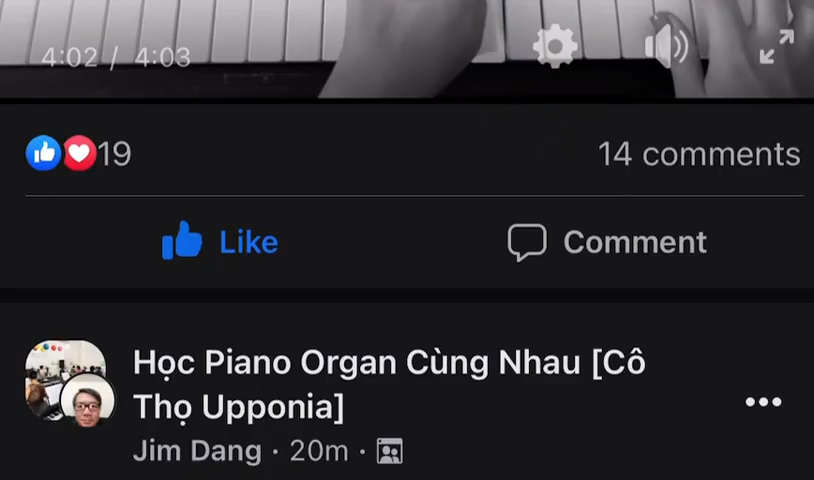 4:02 / 4:03
19 14 comments
Like Comment
Học Piano Organ Cùng Nhau [Cô
Thọ Upponia]
Jim Dang · 20m ·